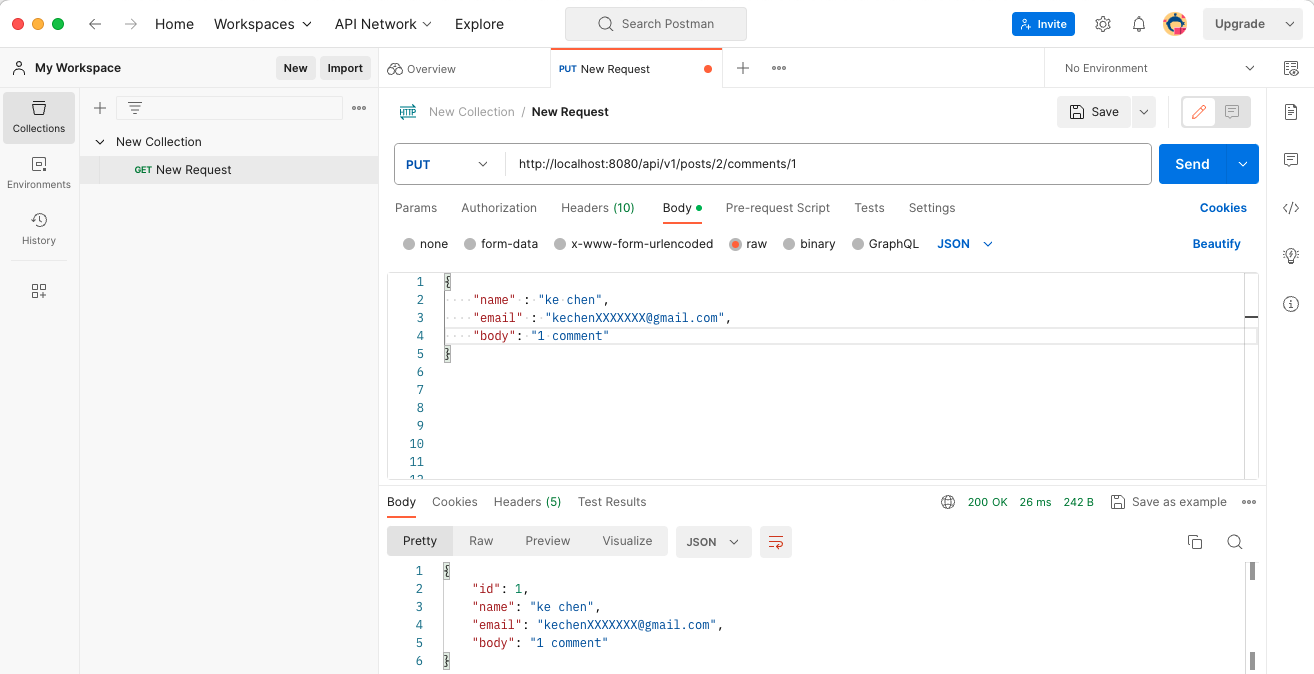 Home Workspaces API Network Explore Search Postman Invite Upgrade
My Workspace New Import Overview PUT New Request No Environment
Collections
Environments
History
New Collection
GET New Request
HTTP New Collection / New Request Save
PUT http://localhost:8080/api/v1/posts/2/comments/1 Send
Params Authorization Headers (10) Body Pre-request Script Tests Settings Cookies
none form-data x-www-form-urlencoded raw binary GraphQL JSON Beautify
1 {
2 ····"name"·:·"ke·chen",
3 ····"email"·:·"kechenXXXXXXX@gmail.com",
4 ····"body":·"1·comment"
5 }
6
7
8
9
10
11
12
Body Cookies Headers (5) Test Results 200 OK 26 ms 242 B Save as example
Pretty Raw Preview Visualize JSON
1 {
2 "id": 1,
3 "name": "ke chen",
4 "email": "kechenXXXXXXX@gmail.com",
5 "body": "1 comment"
6 }